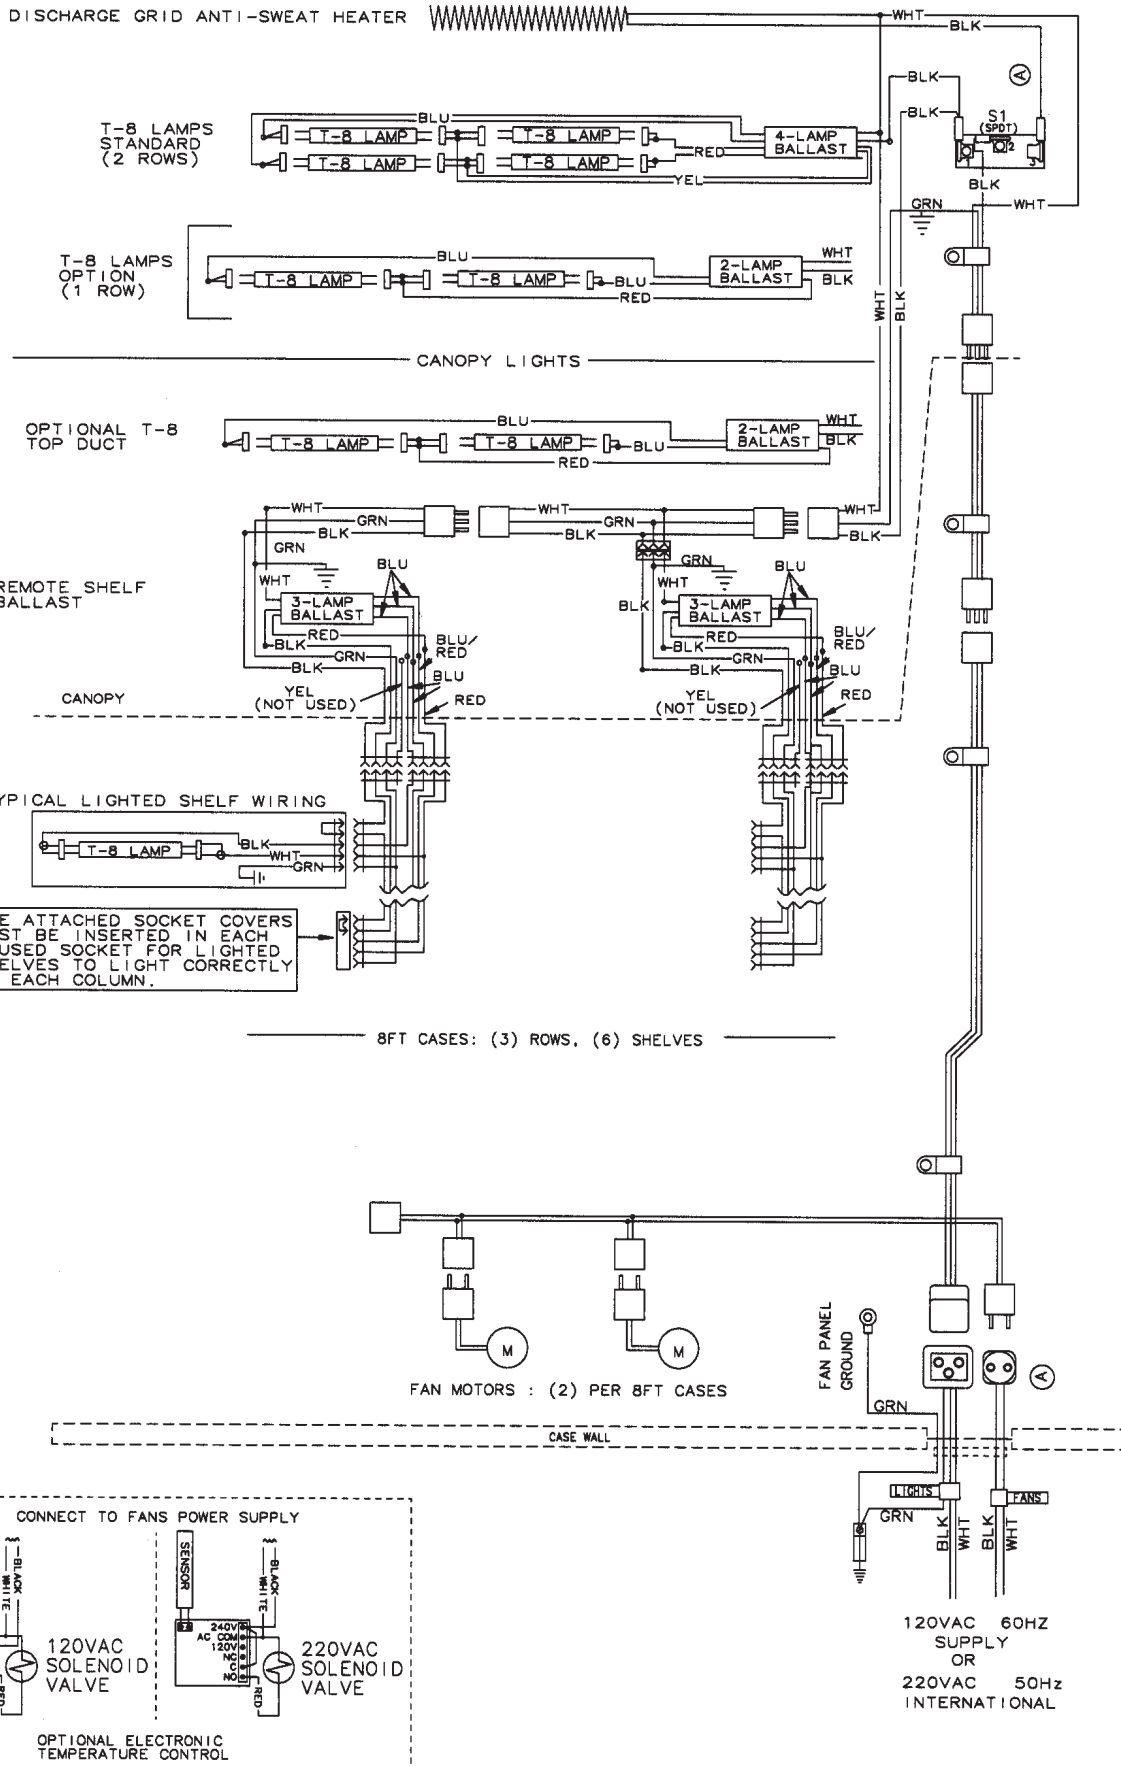 DISCHARGE GRID ANTI-SWEAT HEATER
WHT
BLK
A
BLK
BLK
S1
(SPDT)
1
2
3
BLK
WHT
GRN
T-8 LAMPS
STANDARD
(2 ROWS)
BLU
T-8 LAMP
T-8 LAMP
T-8 LAMP
T-8 LAMP
RED
YEL
4-LAMP
BALLAST
T-8 LAMPS
OPTION
(1 ROW)
BLU
T-8 LAMP
T-8 LAMP
BLU
RED
2-LAMP
BALLAST
WHT
BLK
WHT
BLK
CANOPY LIGHTS
OPTIONAL T-8
TOP DUCT
BLU
T-8 LAMP
T-8 LAMP
BLU
RED
2-LAMP
BALLAST
WHT
BLK
WHT
GRN
BLK
WHT
GRN
BLK
WHT
BLK
GRN
WHT
BLU
GRN
WHT
BLU
REMOTE SHELF
BALLAST
3-LAMP
BALLAST
RED
BLK
GRN
BLK
BLU/
RED
BLU
RED
YEL
(NOT USED)
BLK
3-LAMP
BALLAST
RED
BLK
GRN
BLK
BLU/
RED
BLU
RED
YEL
(NOT USED)
CANOPY
YPICAL LIGHTED SHELF WIRING
T-8 LAMP
BLK
WHT
GRN
E ATTACHED SOCKET COVERS
ST BE INSERTED IN EACH
USED SOCKET FOR LIGHTED
ELVES TO LIGHT CORRECTLY
EACH COLUMN.
8FT CASES: (3) ROWS, (6) SHELVES
M
M
FAN MOTORS : (2) PER 8FT CASES
FAN PANEL
GROUND
GRN
A
CASE WALL
LIGHTS
FANS
GRN
BLK
WHT
BLK
WHT
120VAC 60HZ
SUPPLY
OR
220VAC 50Hz
INTERNATIONAL
CONNECT TO FANS POWER SUPPLY
BLACK
WHITE
RED
120VAC
SOLENOID
VALVE
SENSOR
BLACK
WHITE
240V
AC COM
120V
NC
C
NO
RED
220VAC
SOLENOID
VALVE
OPTIONAL ELECTRONIC
TEMPERATURE CONTROL